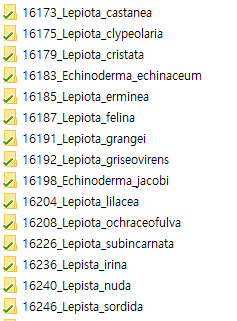 16173_Lepiota_castanea
16175_Lepiota_clypeolaria
16179_Lepiota_cristata
16183_Echinoderma_echinaceum
16185_Lepiota_erminea
16187_Lepiota_felina
16191_Lepiota_grangei
16192_Lepiota_griseovirens
16198_Echinoderma_jacobi
16204_Lepiota_lilacea
16208_Lepiota_ochraceofulva
16226_Lepiota_subincarnata
16236_Lepista_irina
16240_Lepista_nuda
16246_Lepista_sordida